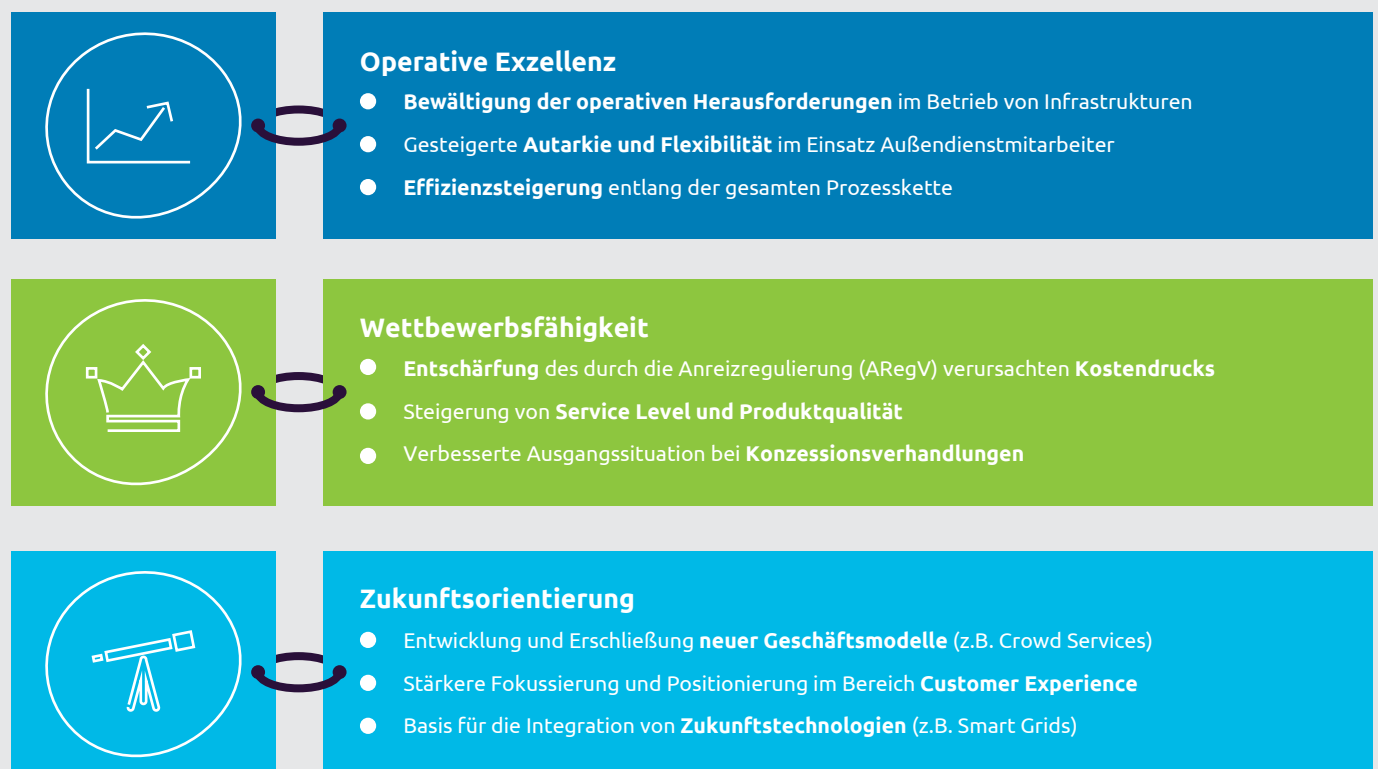 Operative Exzellenz
Bewältigung der operativen Herausforderungen im Betrieb von Infrastrukturen
Gesteigerte Autarkie und Flexibilität im Einsatz Außendienstmitarbeiter
Effizienzsteigerung entlang der gesamten Prozesskette
Wettbewerbsfähigkeit
Entschärfung des durch die Anreizregulierung (ARegV) verursachten Kostendrucks
Steigerung von Service Level und Produktqualität
Verbesserte Ausgangssituation bei Konzessionsverhandlungen
Zukunftsorientierung
Entwicklung und Erschließung neuer Geschäftsmodelle (z.B. Crowd Services)
Stärkere Fokussierung und Positionierung im Bereich Customer Experience
Basis für die Integration von Zukunftstechnologien (z.B. Smart Grids)